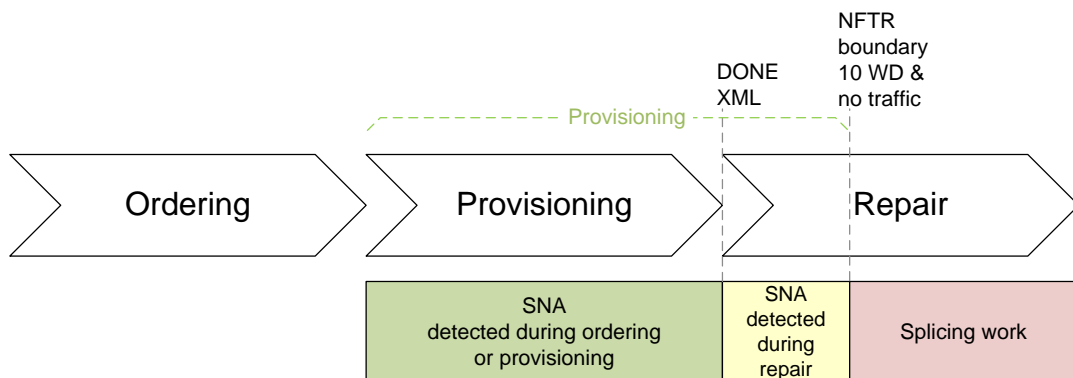 NFTR
boundary
10 WD &
no traffic
DONE
XML
Provisioning
Ordering
Provisioning
Repair
SNA
detected during ordering
or provisioning
SNA
detected
during
repair
Splicing work